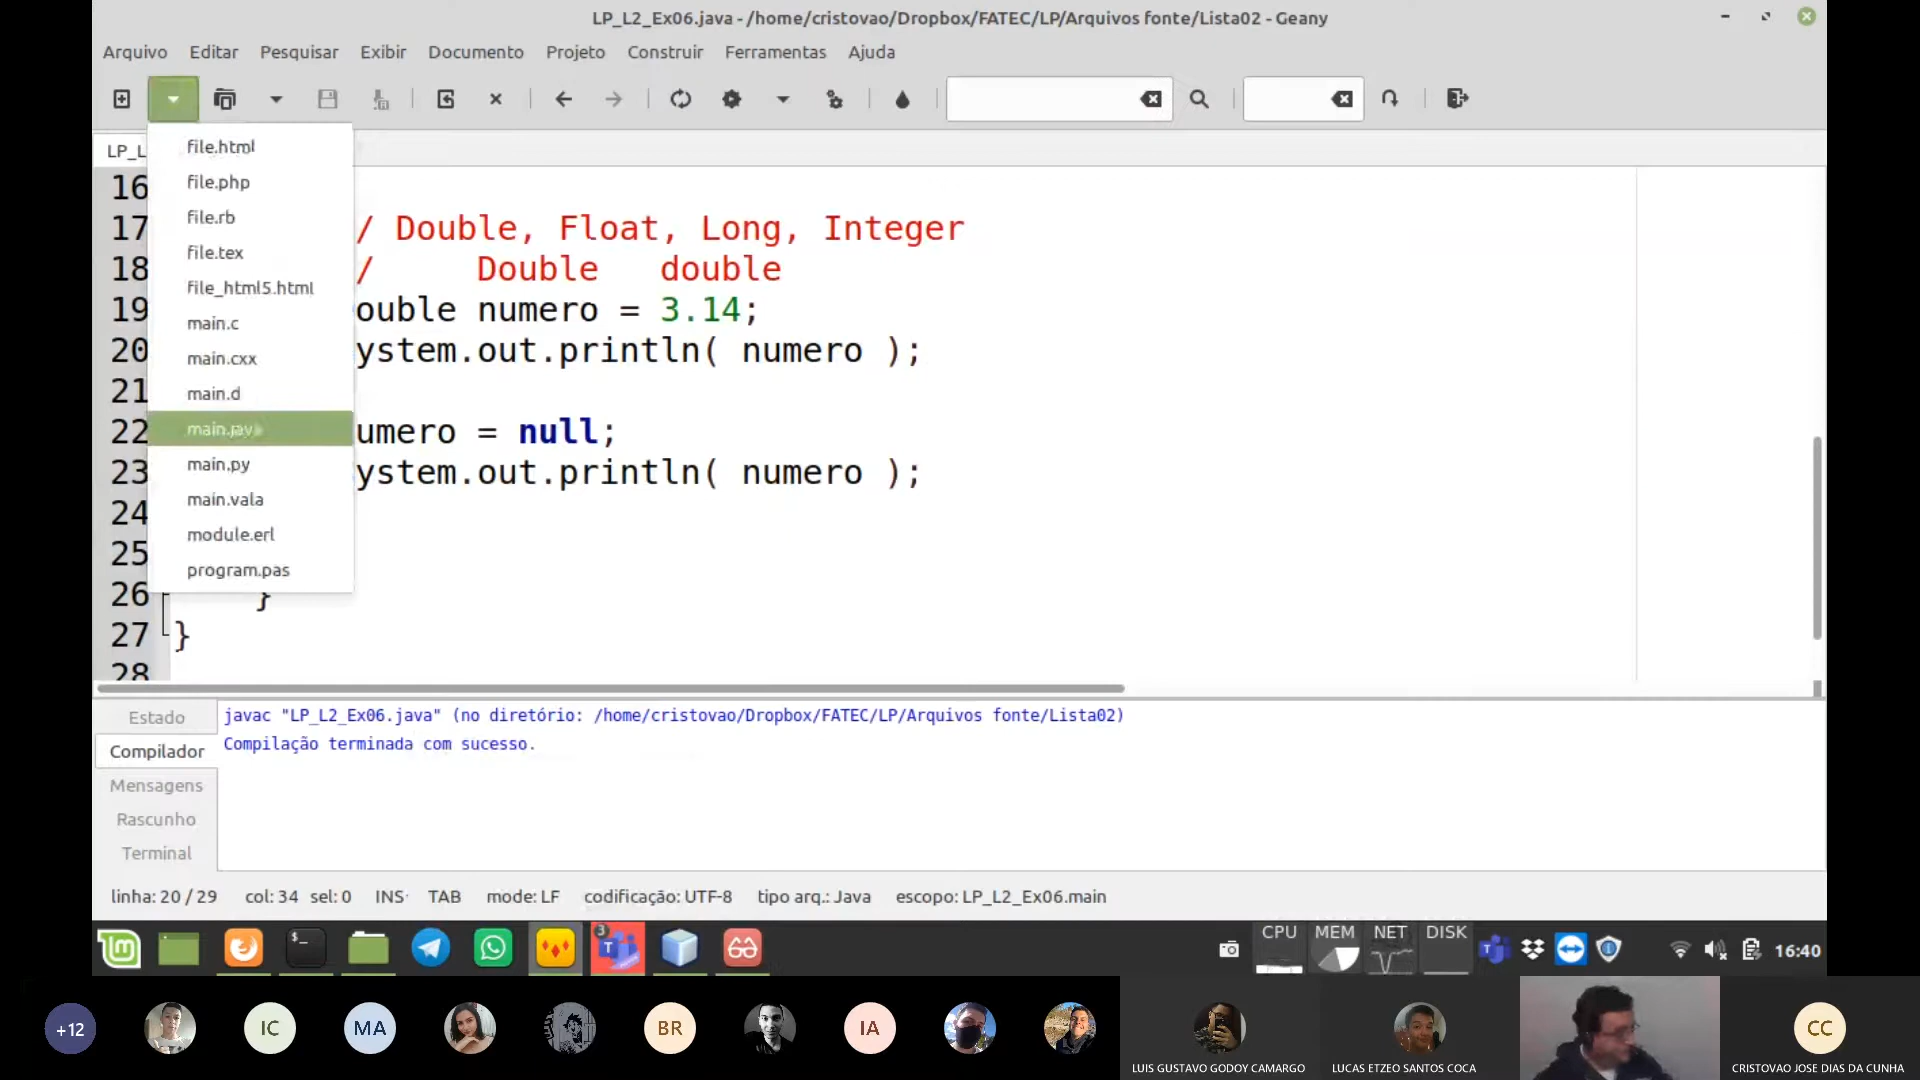 LP_L2_Ex06.java - /home/cristovao/Dropbox/FATEC/LP/Arquivos fonte/Lista02 - Geany
Arquivo Editar Pesquisar Exibir Documento Projeto Construir Ferramentas Ajuda
LP_L
file.html
file.php
file.rb
file.tex
file_html5.html
main.c
main.cxx
main.d
main.java
main.py
main.vala
module.erl
program.pas
16
17 / Double, Float, Long, Integer
18 / Double double
19 ouble numero = 3.14;
20 ystem.out.println( numero );
21
22 umero = null;
23 ystem.out.println( numero );
24
25
26 }
27 }
28
Estado
Compilador
Mensagens
Rascunho
Terminal
javac "LP_L2_Ex06.java" (no diretório: /home/cristovao/Dropbox/FATEC/LP/Arquivos fonte/Lista02)
Compilação terminada com sucesso.
linha: 20 / 29 col: 34 sel: 0 INS TAB mode: LF codificação: UTF-8 tipo arq.: Java escopo: LP_L2_Ex06.main
lm $_ 3 T CPU MEM NET DISK 16:40
+12 IC MA BR IA CC
LUIS GUSTAVO GODOY CAMARGO LUCAS ETZEO SANTOS COCA CRISTOVAO JOSE DIAS DA CUNHA